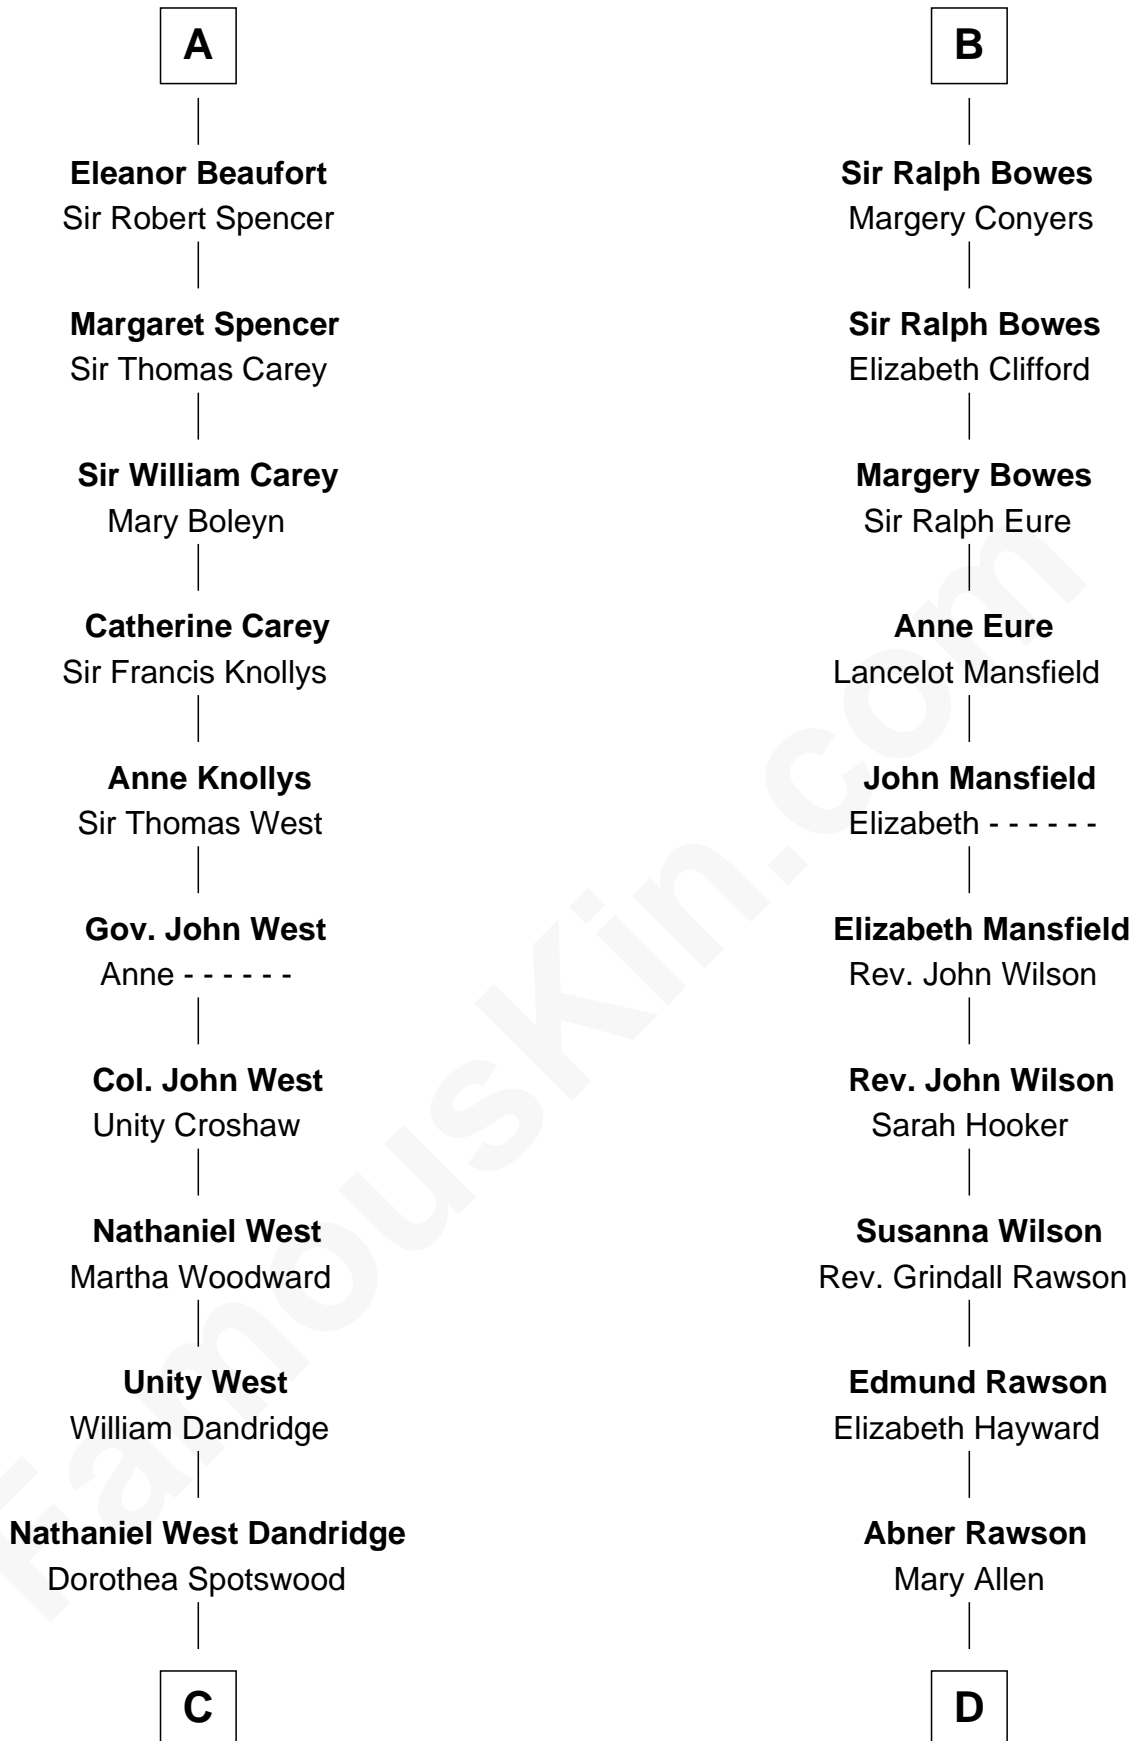 A
Eleanor Beaufort
Sir Robert Spencer
Margaret Spencer
Sir Thomas Carey
Sir William Carey
Mary Boleyn
Catherine Carey
Sir Francis Knollys
Anne Knollys
Sir Thomas West
Gov. John West
Anne - - - - - -
Col. John West
Unity Croshaw
Nathaniel West
Martha Woodward
Unity West
William Dandridge
Nathaniel West Dandridge
Dorothea Spotswood
C
B
Sir Ralph Bowes
Margery Conyers
Sir Ralph Bowes
Elizabeth Clifford
Margery Bowes
Sir Ralph Eure
Anne Eure
Lancelot Mansfield
John Mansfield
Elizabeth - - - - - -
Elizabeth Mansfield
Rev. John Wilson
Rev. John Wilson
Sarah Hooker
Susanna Wilson
Rev. Grindall Rawson
Edmund Rawson
Elizabeth Hayward
Abner Rawson
Mary Allen
D
FamousKin.com